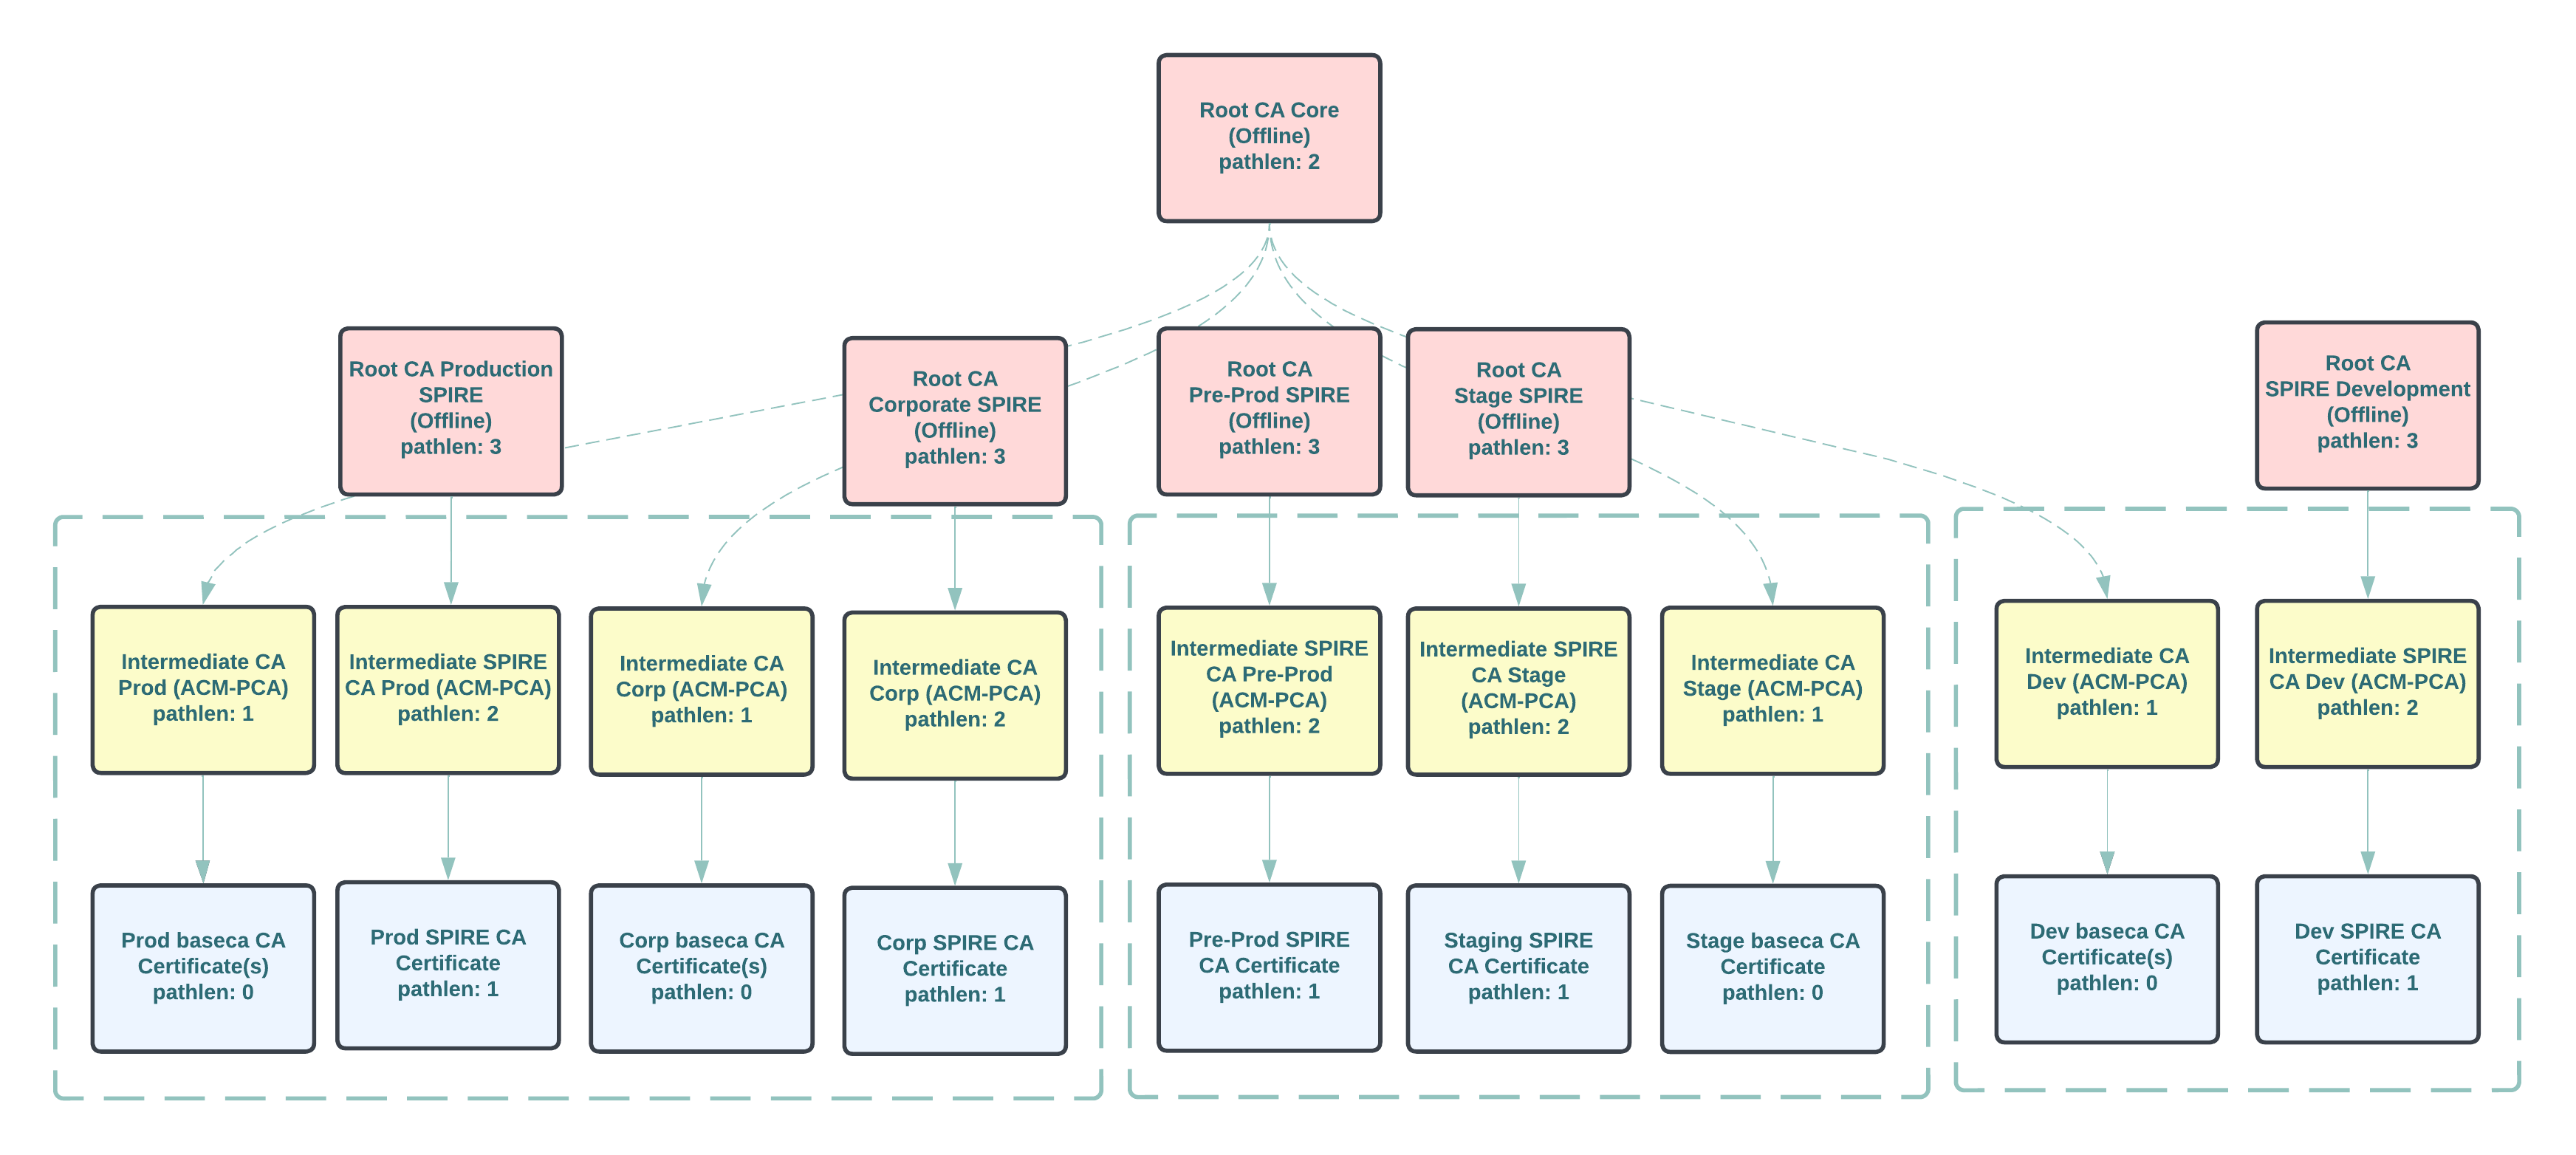 Root CA Core
(Offline)
pathlen: 2
Root CA Production
SPIRE
(Offline)
pathlen: 3
Root CA
Corporate SPIRE
(Offline)
pathlen: 3
Root CA
Pre-Prod SPIRE
(Offline)
pathlen: 3
Root CA
Stage SPIRE
(Offline)
pathlen: 3
Root CA
SPIRE Development
(Offline)
pathlen: 3
Intermediate CA
Prod (ACM-PCA)
pathlen: 1
Intermediate SPIRE
CA Prod (ACM-PCA)
pathlen: 2
Intermediate CA
Corp (ACM-PCA)
pathlen: 1
Intermediate CA
Corp (ACM-PCA)
pathlen: 2
Intermediate SPIRE
CA Pre-Prod
(ACM-PCA)
pathlen: 2
Intermediate SPIRE
CA Stage
(ACM-PCA)
pathlen: 2
Intermediate CA
Stage (ACM-PCA)
pathlen: 1
Intermediate CA
Dev (ACM-PCA)
pathlen: 1
Intermediate SPIRE
CA Dev (ACM-PCA)
pathlen: 2
Prod baseca CA
Certificate(s)
pathlen: 0
Prod SPIRE CA
Certificate
pathlen: 1
Corp baseca CA
Certificate(s)
pathlen: 0
Corp SPIRE CA
Certificate
pathlen: 1
Pre-Prod SPIRE
CA Certificate
pathlen: 1
Staging SPIRE
CA Certificate
pathlen: 1
Stage baseca CA
Certificate
pathlen: 0
Dev baseca CA
Certificate(s)
pathlen: 0
Dev SPIRE CA
Certificate
pathlen: 1